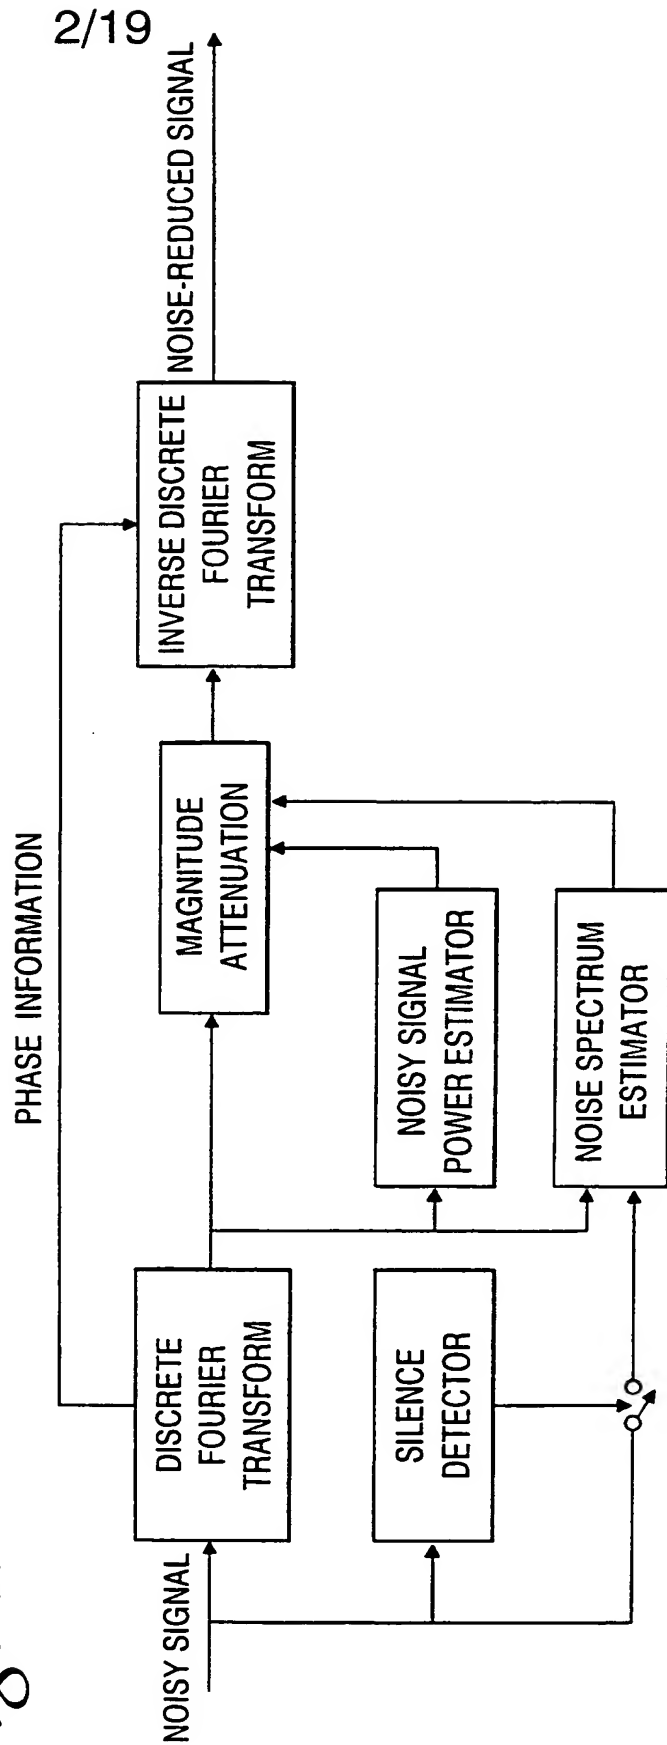 2/19
PHASE INFORMATION
NOISY SIGNAL
DISCRETE
FOURIER
TRANSFORM
MAGNITUDE
ATTENUATION
INVERSE DISCRETE
FOURIER
TRANSFORM
NOISE-REDUCED SIGNAL
SILENCE
DETECTOR
NOISY SIGNAL
POWER ESTIMATOR
NOISE SPECTRUM
ESTIMATOR